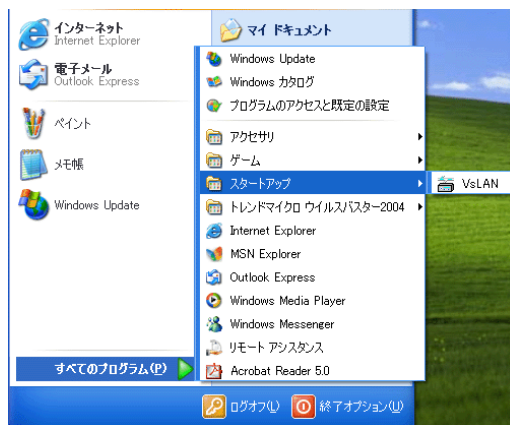 インターネット
Internet Explorer
電子メール
Outlook Express
ペイント
メモ帳
Windows Update
すべてのプログラム(P)
マイ ドキュメント
Windows Update
Windows カタログ
プログラムのアクセスと既定の設定
アクセサリ
ゲーム
スタートアップ
トレンドマイクロ ウイルスバスター2004
Internet Explorer
MSN Explorer
Outlook Express
Windows Media Player
Windows Messenger
リモート アシスタンス
Acrobat Reader 5.0
VsLAN
ログオフ(L)
終了オプション(U)